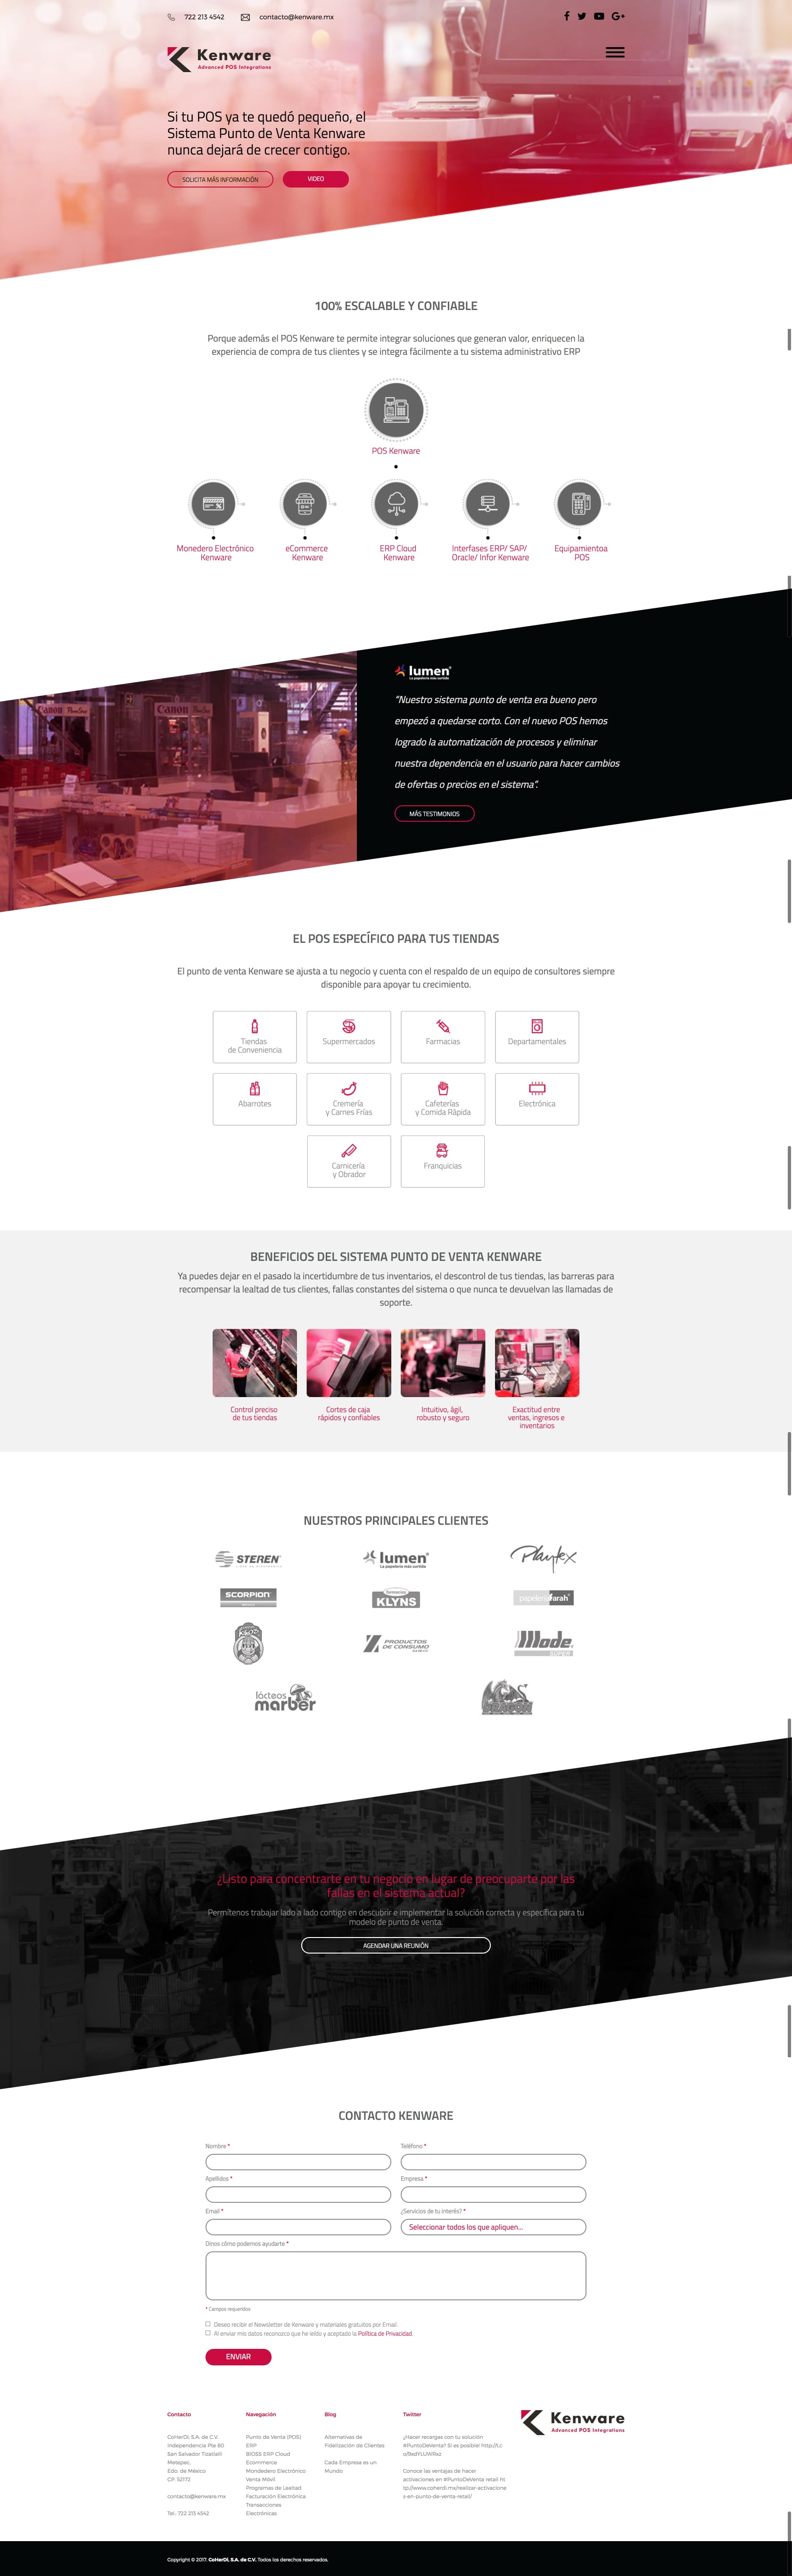 722 213 4542
contacto@kenware.mx
Kenware
Advanced POS Integrations
Si tu POS ya te quedó pequeño, el
Sistema Punto de Venta Kenware
nunca dejará de crecer contigo.
SOLICITA MÁS INFORMACIÓN
VIDEO
100% ESCALABLE Y CONFIABLE
Porque además el POS Kenware te permite integrar soluciones que generan valor, enriquecen la
experiencia de compra de tus clientes y se integra fácilmente a tu sistema administrativo ERP
POS Kenware
Monedero Electrónico
Kenware
eCommerce
Kenware
ERP Cloud
Kenware
Interfases ERP/ SAP/
Oracle/ Infor Kenware
Equipamientoa
POS
Canon
Canon
lumen
La papelería más surtida
“Nuestro sistema punto de venta era bueno pero
empezó a quedarse corto. Con el nuevo POS hemos
logrado la automatización de procesos y eliminar
nuestra dependencia en el usuario para hacer cambios
de ofertas o precios en el sistema”.
MÁS TESTIMONIOS
EL POS ESPECÍFICO PARA TUS TIENDAS
El punto de venta Kenware se ajusta a tu negocio y cuenta con el respaldo de un equipo de consultores siempre
disponible para apoyar tu crecimiento.
Tiendas
de Conveniencia
Supermercados
Farmacias
Departamentales
Abarrotes
Cremería
y Carnes Frías
Cafeterías
y Comida Rápida
Electrónica
Carnicería
y Obrador
Franquicias
BENEFICIOS DEL SISTEMA PUNTO DE VENTA KENWARE
Ya puedes dejar en el pasado la incertidumbre de tus inventarios, el descontrol de tus tiendas, las barreras para
recompensar la lealtad de tus clientes, fallas constantes del sistema o que nunca te devuelvan las llamadas de
soporte.
Control preciso
de tus tiendas
Cortes de caja
rápidos y confiables
Intuitivo, ágil,
robusto y seguro
Exactitud entre
ventas, ingresos e
inventarios
NUESTROS PRINCIPALES CLIENTES
STEREN
lumen
La papelería más surtida
Playtex
SCORPION
KLYNS
papelería farah
PRODUCTOS
DE CONSUMO
Mode
SUPER
lácteos
marber
DRAGON
¿Listo para concentrarte en tu negocio en lugar de preocuparte por las
fallas en el sistema actual?
Permítenos trabajar lado a lado contigo en descubrir e implementar la solución correcta y específica para tu
modelo de punto de venta.
AGENDAR UNA REUNIÓN
CONTACTO KENWARE
Nombre *
Teléfono *
Apellidos *
Empresa *
Email *
¿Servicios de tu interés? *
Seleccionar todos los que apliquen...
Dinos cómo podemos ayudarte *
* Campos requeridos
Deseo recibir el Newsletter de Kenware y materiales gratuitos por Email.
Al enviar mis datos reconozco que he leído y aceptado la Política de Privacidad.
ENVIAR
Contacto
CoHerDi, S.A. de C.V.
Independencia Pte 80
San Salvador Tizatlalli
Metepec,
Edo. de México
CP. 52172
contacto@kenware.mx
Tel.: 722 213 4542
Navegación
Punto de Venta (POS)
ERP
BIOSS ERP Cloud
Ecommerce
Mondedero Electrónico
Venta Móvil
Programas de Lealtad
Facturación Electrónica
Transacciones
Electrónicas
Blog
Alternativas de
Fidelización de Clientes
Cada Empresa es un
Mundo
Twitter
¿Hacer recargas con tu solución
#PuntoDeVenta? Sí es posible! http://t.c
Conoce las ventajas de hacer
activaciones en #PuntoDeVenta retail ht
tp://www.coherdi.mx/realizar-activacione
s-en-punto-de-venta-retail/
Kenware
Advanced POS Integrations
Copyright © 2017. CoHerDi, S.A. de C.V. Todos los derechos reservados.